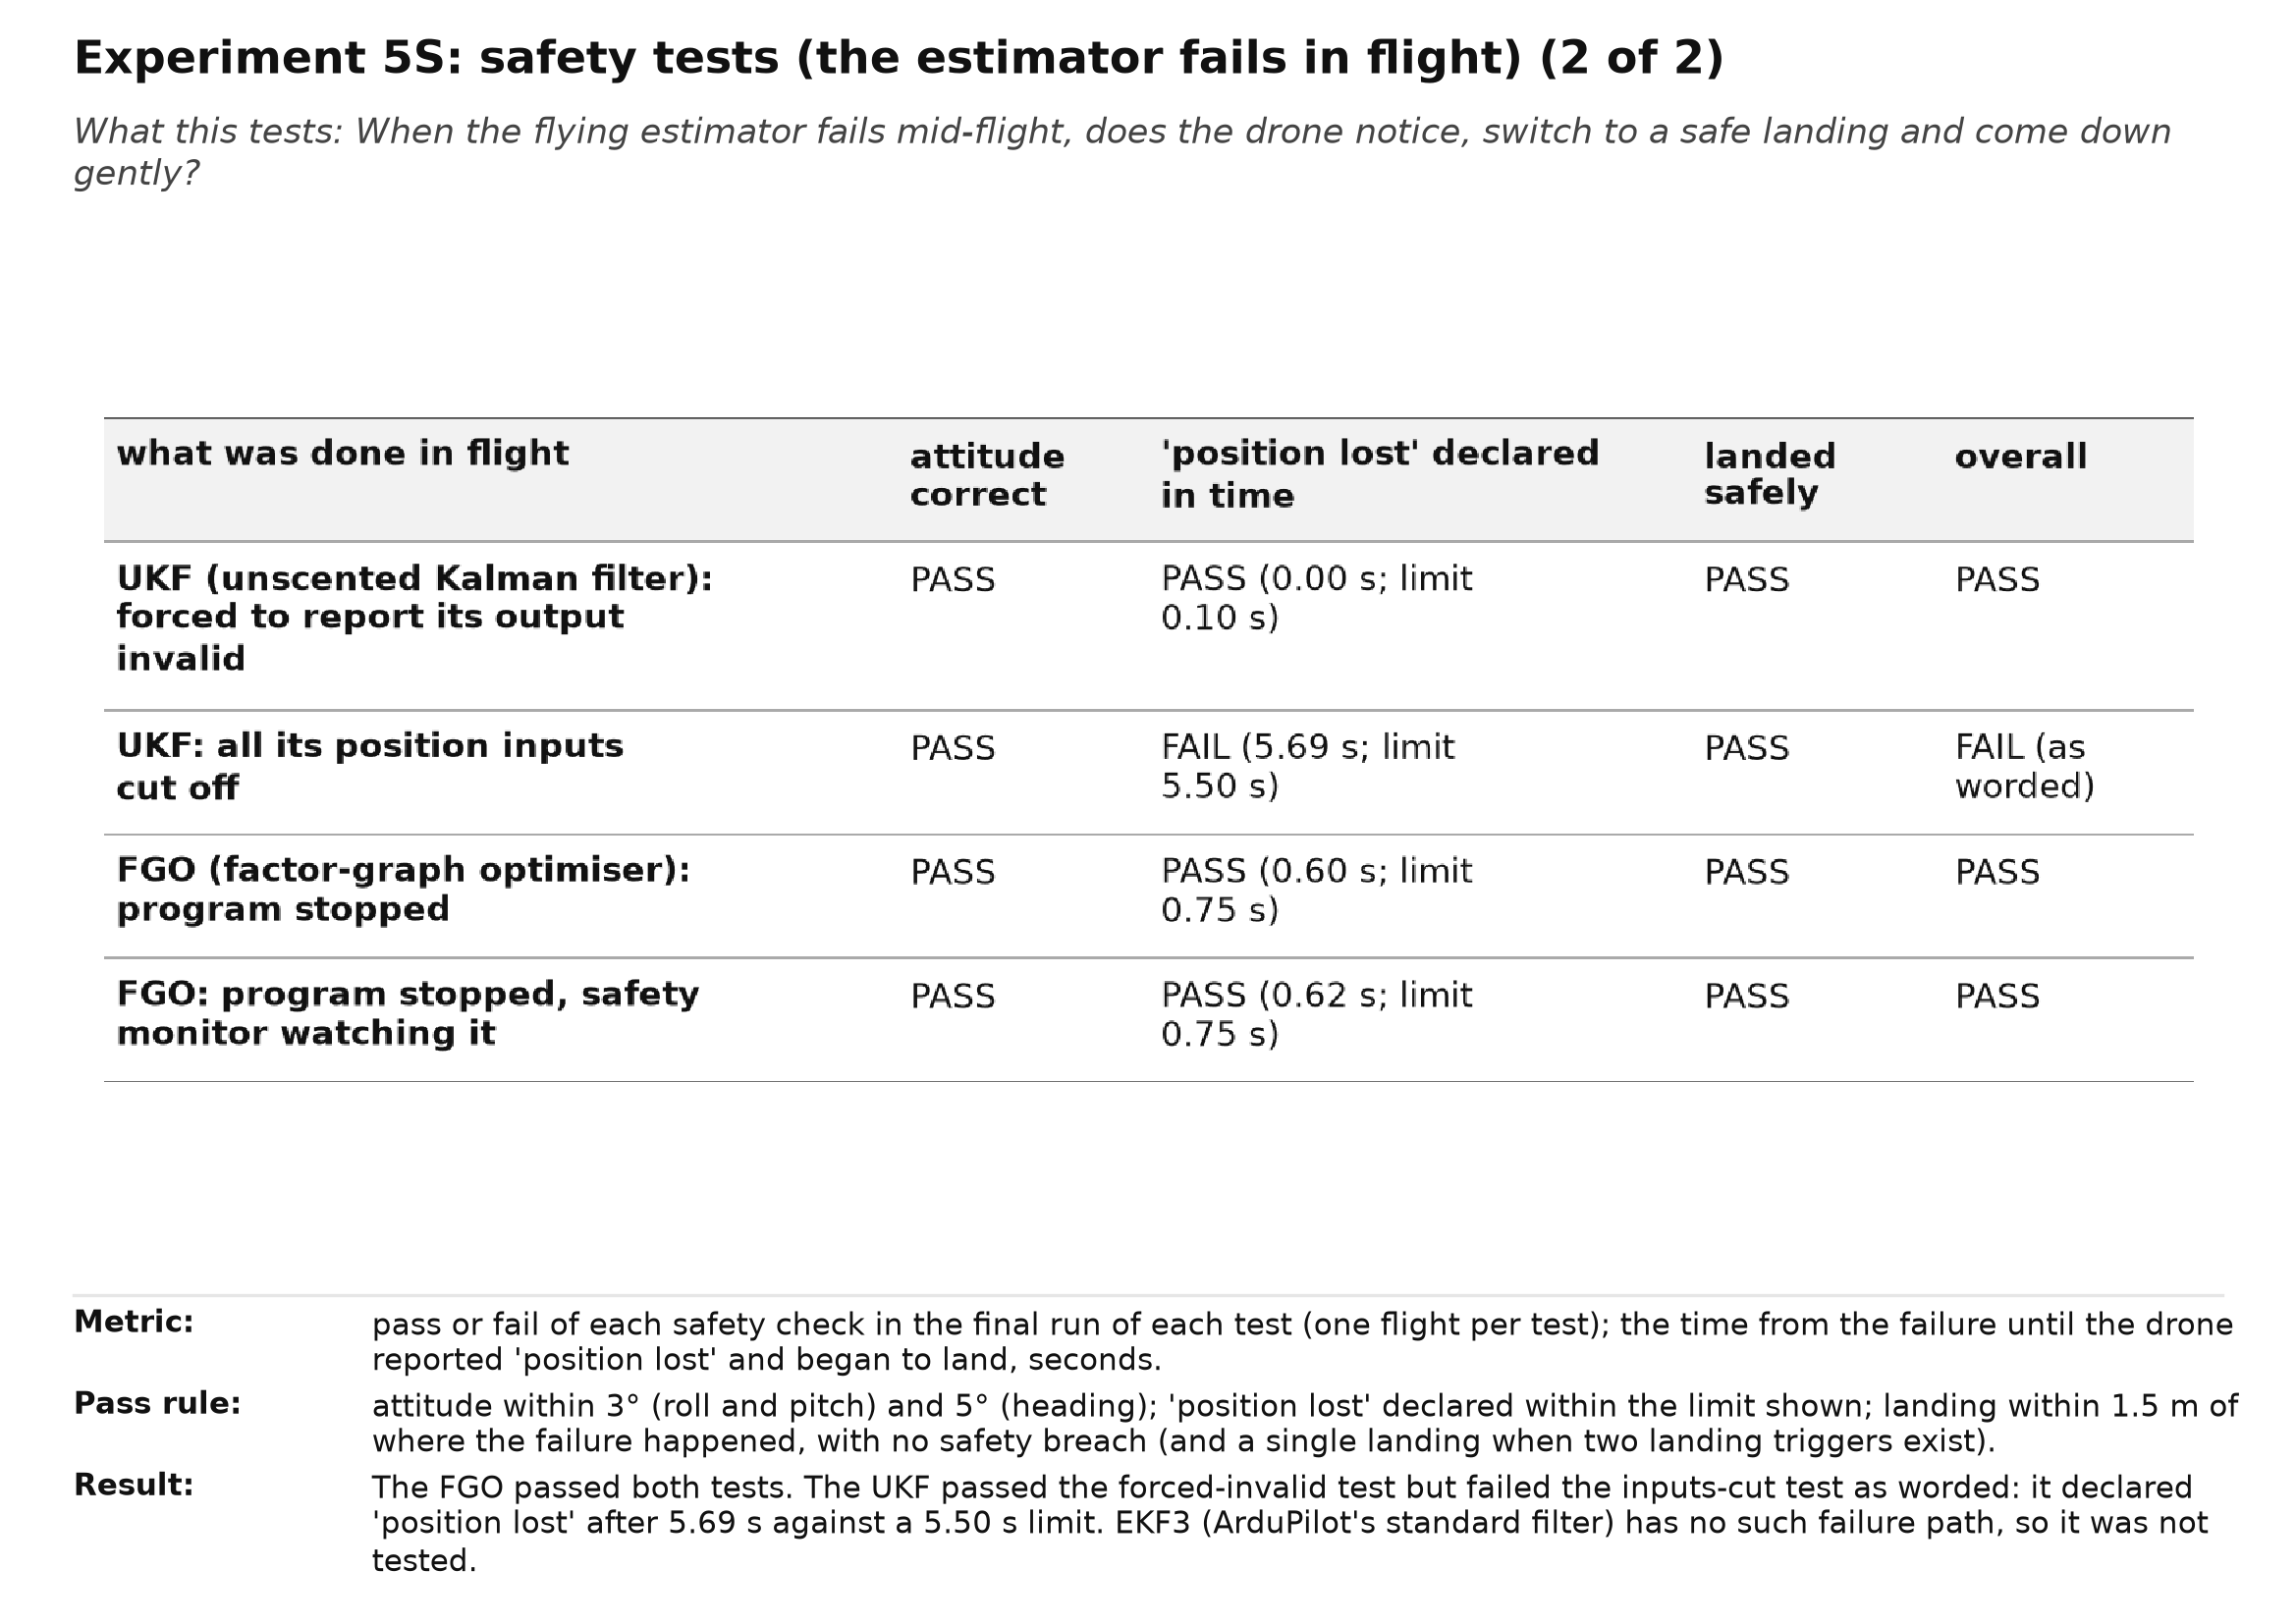 Experiment 5S: safety tests (the estimator fails in flight) (2 of 2)
What this tests: When the flying estimator fails mid-flight, does the drone notice, switch to a safe landing and come down
gently?
what was done in flight
attitude
correct
'position lost' declared
in time
landed
safely
overall
UKF (unscented Kalman filter):
forced to report its output
invalid
PASS
PASS (0.00 s; limit
0.10 s)
PASS
PASS
UKF: all its position inputs
cut off
PASS
FAIL (5.69 s; limit
5.50 s)
PASS
FAIL (as
worded)
FGO (factor-graph optimiser):
program stopped
PASS
PASS (0.60 s; limit
0.75 s)
PASS
PASS
FGO: program stopped, safety
monitor watching it
PASS
PASS (0.62 s; limit
0.75 s)
PASS
PASS
Metric:
pass or fail of each safety check in the final run of each test (one flight per test); the time from the failure until the drone
reported 'position lost' and began to land, seconds.
Pass rule:
attitude within 3° (roll and pitch) and 5° (heading); 'position lost' declared within the limit shown; landing within 1.5 m of
where the failure happened, with no safety breach (and a single landing when two landing triggers exist).
Result:
The FGO passed both tests. The UKF passed the forced-invalid test but failed the inputs-cut test as worded: it declared
'position lost' after 5.69 s against a 5.50 s limit. EKF3 (ArduPilot's standard filter) has no such failure path, so it was not
tested.